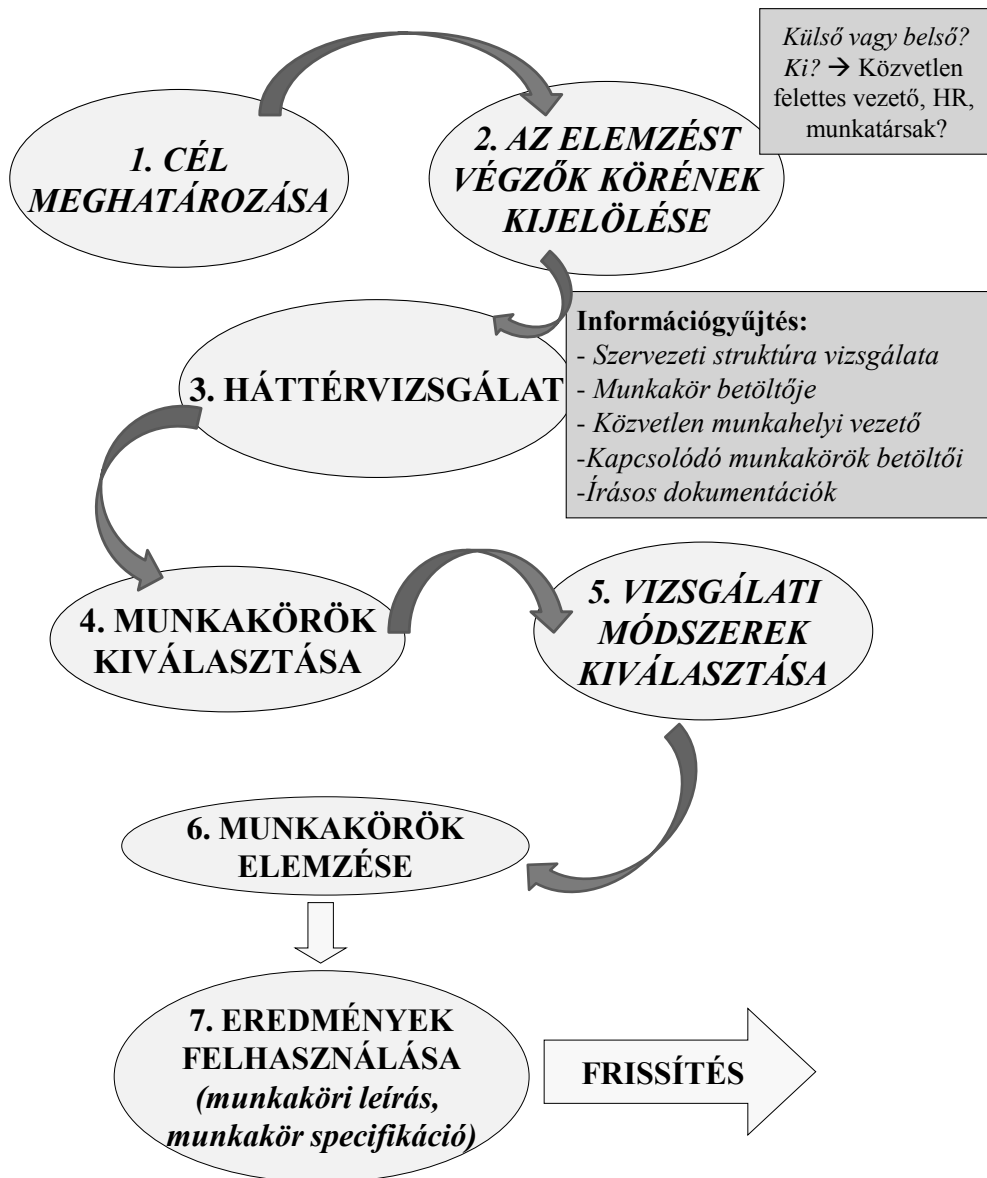 Külső vagy belső?
Ki? → Közvetlen
felettes vezető, HR,
munkatársak?
1. CÉL
MEGHATÁROZÁSA
2. AZ ELEMZÉST
VÉGZŐK KÖRÉNEK
KIJELÖLÉSE
3. HÁTTÉRVIZSGÁLAT
Információgyűjtés:
- Szervezeti struktúra vizsgálata
- Munkakör betöltője
- Közvetlen munkahelyi vezető
-Kapcsolódó munkakörök betöltői
-Írásos dokumentációk
4. MUNKAKÖRÖK
KIVÁLASZTÁSA
5. VIZSGÁLATI
MÓDSZEREK
KIVÁLASZTÁSA
6. MUNKAKÖRÖK
ELEMZÉSE
7. EREDMÉNYEK
FELHASZNÁLÁSA
(munkaköri leírás,
munkakör specifikáció)
FRISSÍTÉS